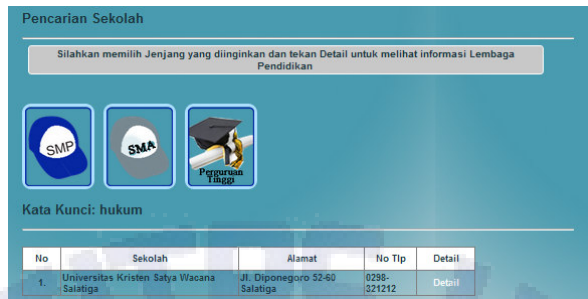 Pencarian Sekolah
Silahkan memilih Jenjang yang diinginkan dan tekan Detail untuk melihat informasi Lembaga
Pendidikan
SMP
SMA
Perguruan
Tinggi
Kata Kunci: hukum
No Sekolah Alamat No Tlp Detail
1. Universitas Kristen Satya Wacana Jl. Diponegoro 52-60 0298- Detail
Salatiga Salatiga 321212